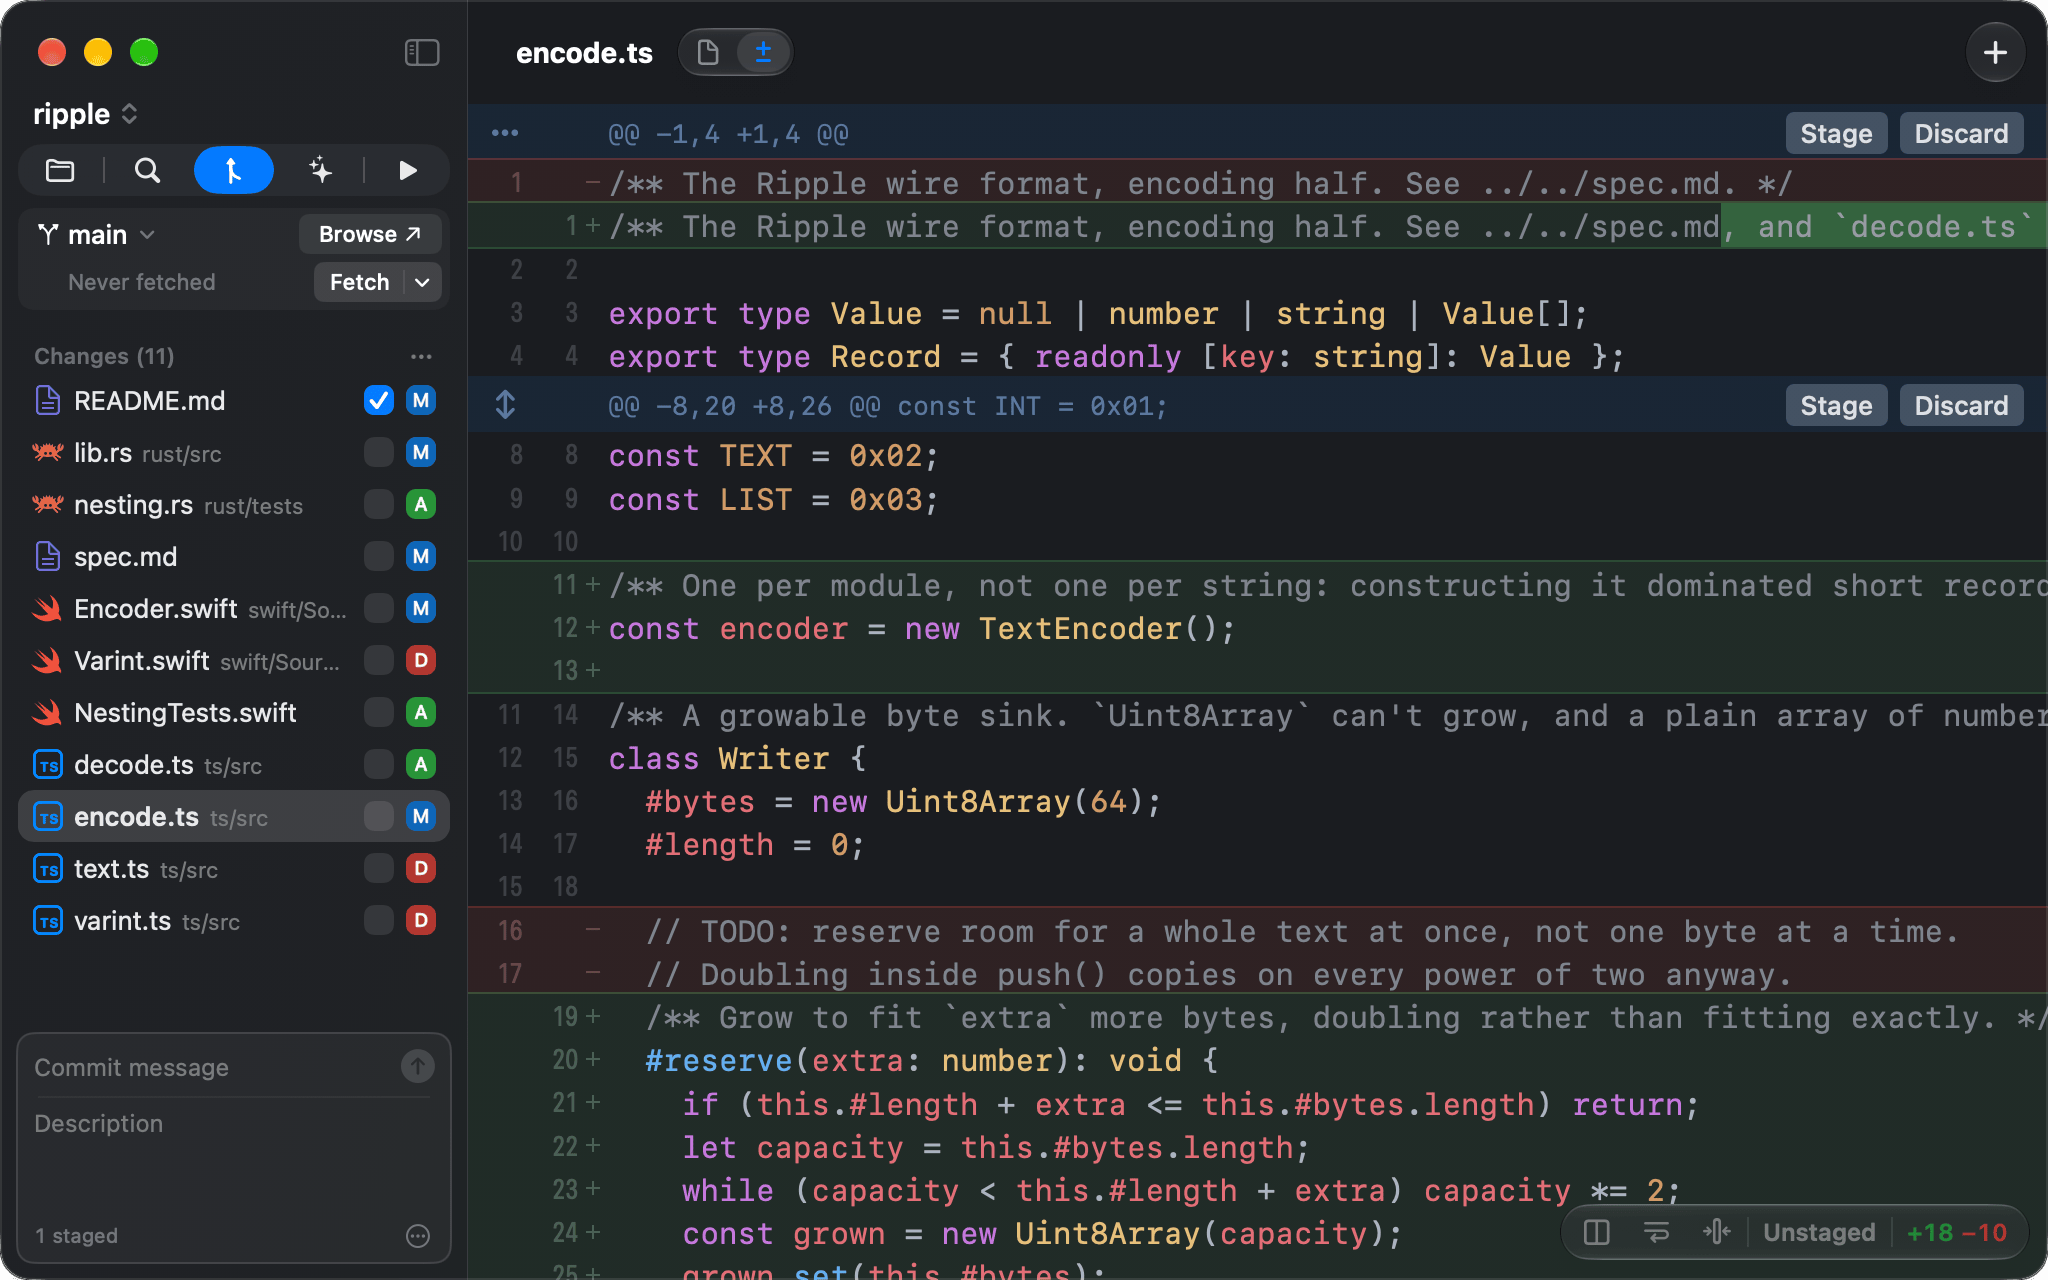 encode.ts
ripple
main
Browse
Never fetched
Fetch
Changes (11)
README.md M
lib.rs rust/src M
nesting.rs rust/tests A
spec.md M
Encoder.swift swift/So... M
Varint.swift swift/Sour... D
NestingTests.swift A
TS decode.ts ts/src A
TS encode.ts ts/src M
TS text.ts ts/src D
TS varint.ts ts/src D
Commit message
Description
1 staged
@@ -1,4 +1,4 @@ Stage Discard
1 - /** The Ripple wire format, encoding half. See ../../spec.md. */
1 + /** The Ripple wire format, encoding half. See ../../spec.md, and `decode.ts`
2 2
3 3 export type Value = null | number | string | Value[];
4 4 export type Record = { readonly [key: string]: Value };
@@ -8,20 +8,26 @@ const INT = 0x01; Stage Discard
8 8 const TEXT = 0x02;
9 9 const LIST = 0x03;
10 10
11 + /** One per module, not one per string: constructing it dominated short record
12 + const encoder = new TextEncoder();
13 +
11 14 /** A growable byte sink. `Uint8Array` can't grow, and a plain array of number
12 15 class Writer {
13 16 #bytes = new Uint8Array(64);
14 17 #length = 0;
15 18
16 - // TODO: reserve room for a whole text at once, not one byte at a time.
17 - // Doubling inside push() copies on every power of two anyway.
19 + /** Grow to fit `extra` more bytes, doubling rather than fitting exactly. */
20 + #reserve(extra: number): void {
21 + if (this.#length + extra <= this.#bytes.length) return;
22 + let capacity = this.#bytes.length;
23 + while (capacity < this.#length + extra) capacity *= 2;
24 + const grown = new Uint8Array(capacity);
25 + grown.set(this.#bytes);
Unstaged +18 -10